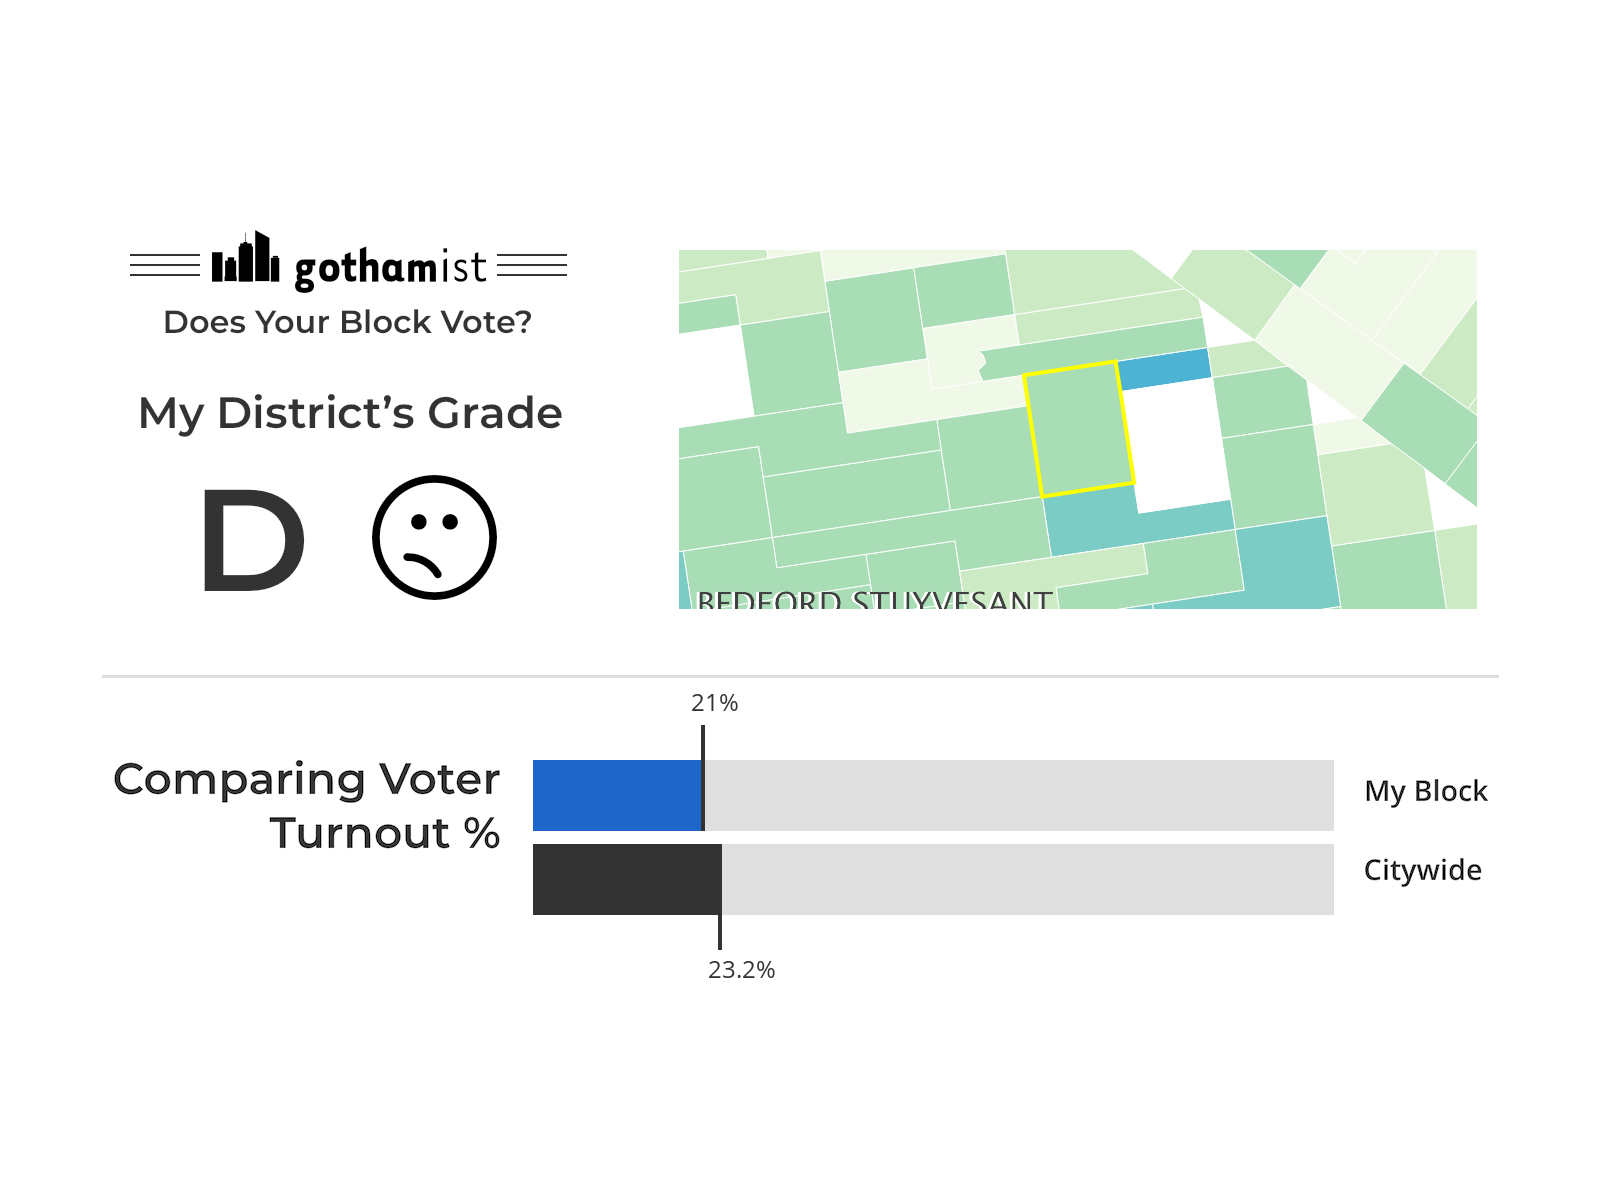 gothamist
Does Your Block Vote?
My District's Grade
D
BEDFORD STUYVESANT
21%
Comparing Voter
Turnout %
My Block
Citywide
23.2%